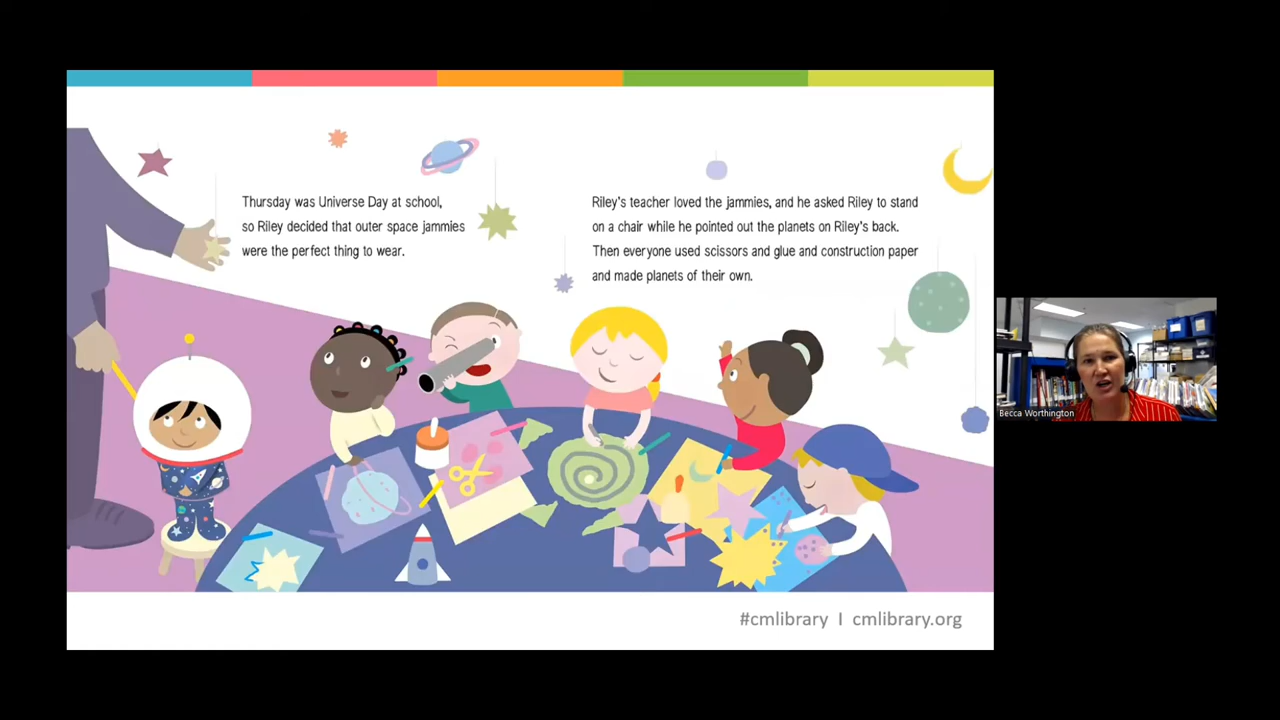 Thursday was Universe Day at school,
so Riley decided that outer space jammies
were the perfect thing to wear.
Riley's teacher loved the jammies, and he asked Riley to stand
on a chair while he pointed out the planets on Riley's back.
Then everyone used scissors and glue and construction paper
and made planets of their own.
Becca Worthington
#cmlibrary I cmlibrary.org